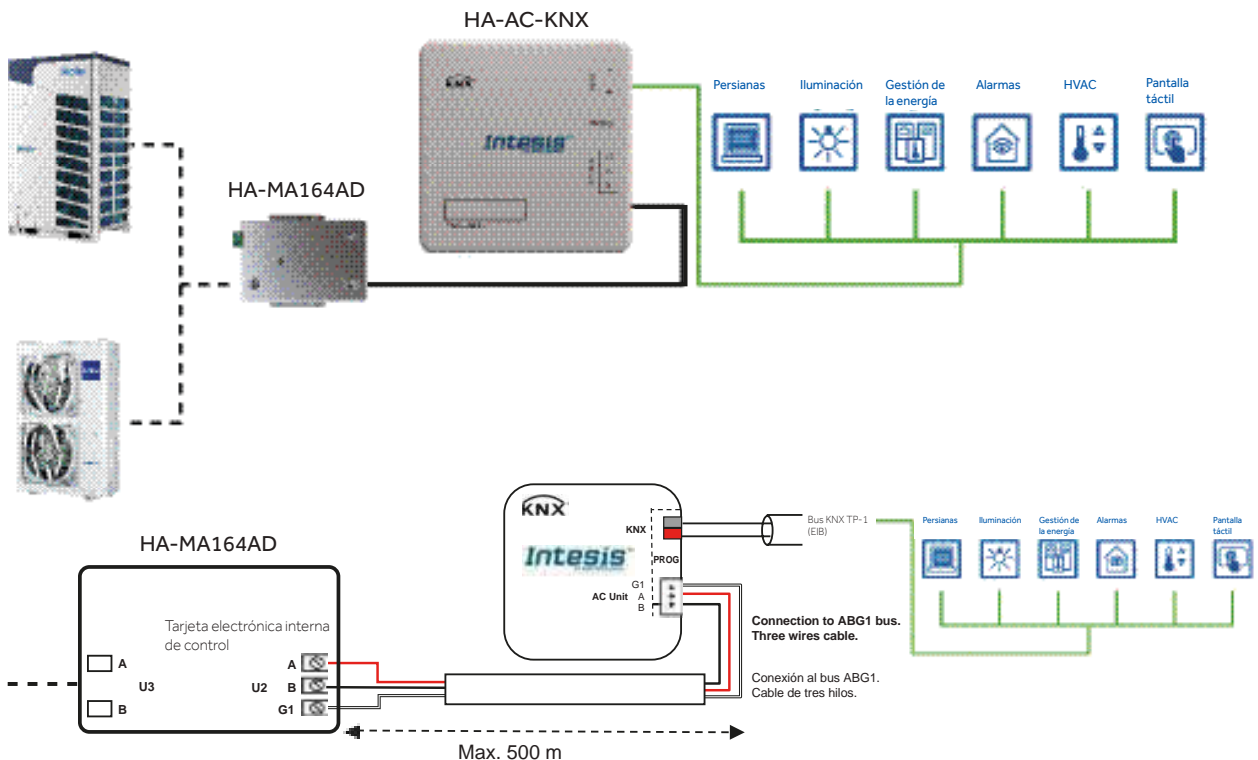 HA-AC-KNX
KNX
Intesis
HA-MA164AD
Persianas
Iluminación
Gestión de
la energía
Alarmas
HVAC
Pantalla
táctil
HA-MA164AD
Tarjeta electrónica interna
de control
A
B
U3
U2
A
B
G1
KNX
Intesis
KNX
PROG
AC Unit
G1
A
B
Bus KNX TP-1
(EIB)
Connection to ABG1 bus.
Three wires cable.
Conexión al bus ABG1.
Cable de tres hilos.
Max. 500 m
Persianas
Iluminación
Gestión de
la energía
Alarmas
HVAC
Pantalla
táctil